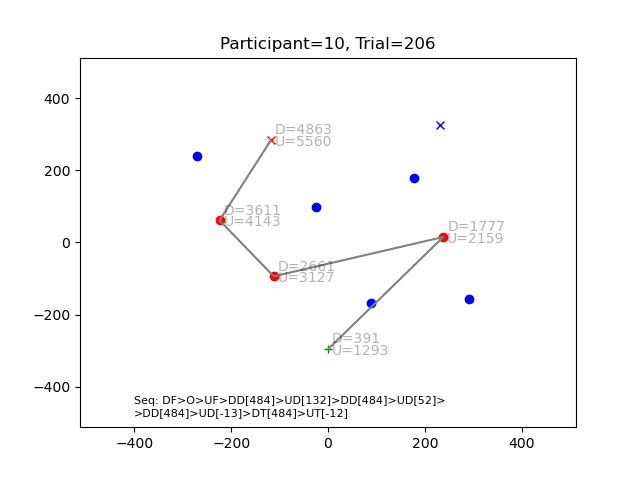 Participant=10, Trial=206
400
200
0
−200
−400
D=4863
U=5560
D=3611
U=4143
D=1777
U=2159
D=2661
U=3127
D=391
U=1293
Seq: DF>O>UF>DD[484]>UD[132]>DD[484]>UD[52]>
>DD[484]>UD[-13]>DT[484]>UT[-12]
−400 −200 0 200 400